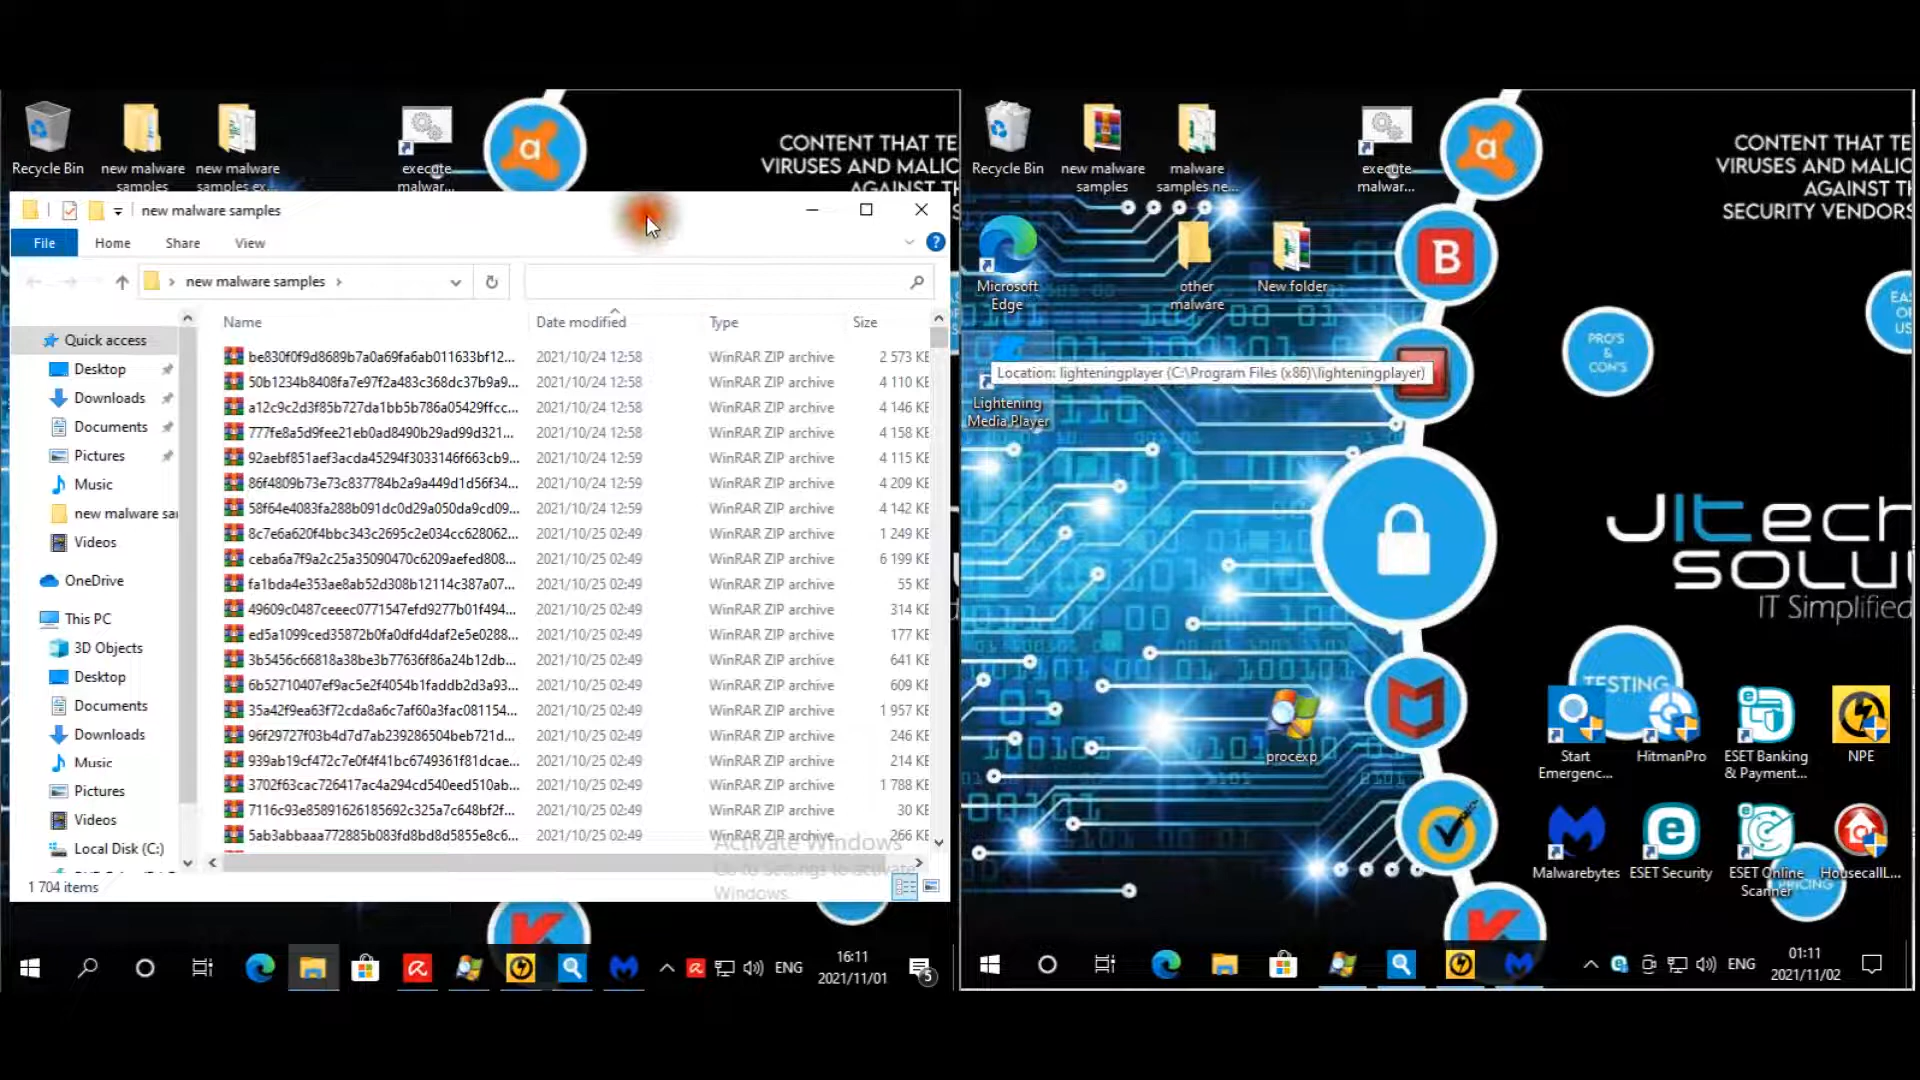 Recycle Bin
new malware
samples
new malware
samples ex...
execute
malwar...
a
CONTENT THAT TE
VIRUSES AND MALIC
AGAINST TH
new malware samples
File
Home
Share
View
new malware samples
Name
Date modified
Type
Size
Quick access
Desktop
Downloads
Documents
Pictures
Music
new malware sa
Videos
OneDrive
This PC
3D Objects
Desktop
Documents
Downloads
Music
Pictures
Videos
Local Disk (C:)
be830f0f9d8689b7a0a69fa6ab011633bf12... 2021/10/24 12:58 WinRAR ZIP archive 2 573 KB
50b1234b8408fa7e97f2a483c368dc37b9a9... 2021/10/24 12:58 WinRAR ZIP archive 4 110 KB
a12c9c2d3f85b727da1bb5b786a05429ffcc... 2021/10/24 12:58 WinRAR ZIP archive 4 146 KB
777fe8a5d9fee21eb0ad8490b29ad99d321... 2021/10/24 12:58 WinRAR ZIP archive 4 158 KB
92aebf851aef3acda45294f3033146f663cb9... 2021/10/24 12:59 WinRAR ZIP archive 4 115 KB
86f4809b73e73c837784b2a9a449d1d56f34... 2021/10/24 12:59 WinRAR ZIP archive 4 209 KB
58f64e4083fa288b091dc0d29a050da9cd09... 2021/10/24 12:59 WinRAR ZIP archive 4 142 KB
8c7e6a620f4bbc343c2695c2e034cc628062... 2021/10/25 02:49 WinRAR ZIP archive 1 249 KB
ceba6a7f9a2c25a35090470c6209aefed808... 2021/10/25 02:49 WinRAR ZIP archive 6 199 KB
fa1bda4e353ae8ab52d308b12114c387a07... 2021/10/25 02:49 WinRAR ZIP archive 55 KB
49609c0487ceeec0771547efd9277b01f494... 2021/10/25 02:49 WinRAR ZIP archive 314 KB
ed5a1099ced35872b0fa0dfd4daf2e5e0288... 2021/10/25 02:49 WinRAR ZIP archive 177 KB
3b5456c66818a38be3b77636f86a24b12db... 2021/10/25 02:49 WinRAR ZIP archive 641 KB
6b52710407ef9ac5e2f4054b1faddb2d3a93... 2021/10/25 02:49 WinRAR ZIP archive 609 KB
35a42f9ea63f72cda8a6c7af60a3fac081154... 2021/10/25 02:49 WinRAR ZIP archive 1 957 KB
96f29727f03b4d7d7ab239286504beb721d... 2021/10/25 02:49 WinRAR ZIP archive 246 KB
939ab19cf472c7e0f4f41bc6749361f81dcae... 2021/10/25 02:49 WinRAR ZIP archive 214 KB
3702f63cac726417ac4a294cd540eed510ab... 2021/10/25 02:49 WinRAR ZIP archive 1 788 KB
7116c93e85891626185692c325a7c648bf2f... 2021/10/25 02:49 WinRAR ZIP archive 30 KB
5ab3abbaaa772885b083fd8bd8d5855e8c6... 2021/10/25 02:49 WinRAR ZIP archive 266 KB
Activate Windows
Go to Settings to activate
Windows.
1 704 items
ENG
16:11
2021/11/01
5
Recycle Bin
new malware
samples
malware
samples ne...
execute
malwar...
a
CONTENT THAT TE
VIRUSES AND MALIC
AGAINST TH
SECURITY VENDORS
Microsoft
Edge
other
malware
New folder
B
Location: lighteningplayer (C:\Program Files (x86)\lighteningplayer)
Lightening
Media Player
PRO'S
&
CON'S
EAS
OF
US
JITech
SOLU
IT Simplified
TESTING
procexp
Start
Emergenc...
HitmanPro
ESET Banking
& Payment...
NPE
Malwarebytes
ESET Security
ESET Online
Scanner
HousecallL...
PRICING
ENG
01:11
2021/11/02